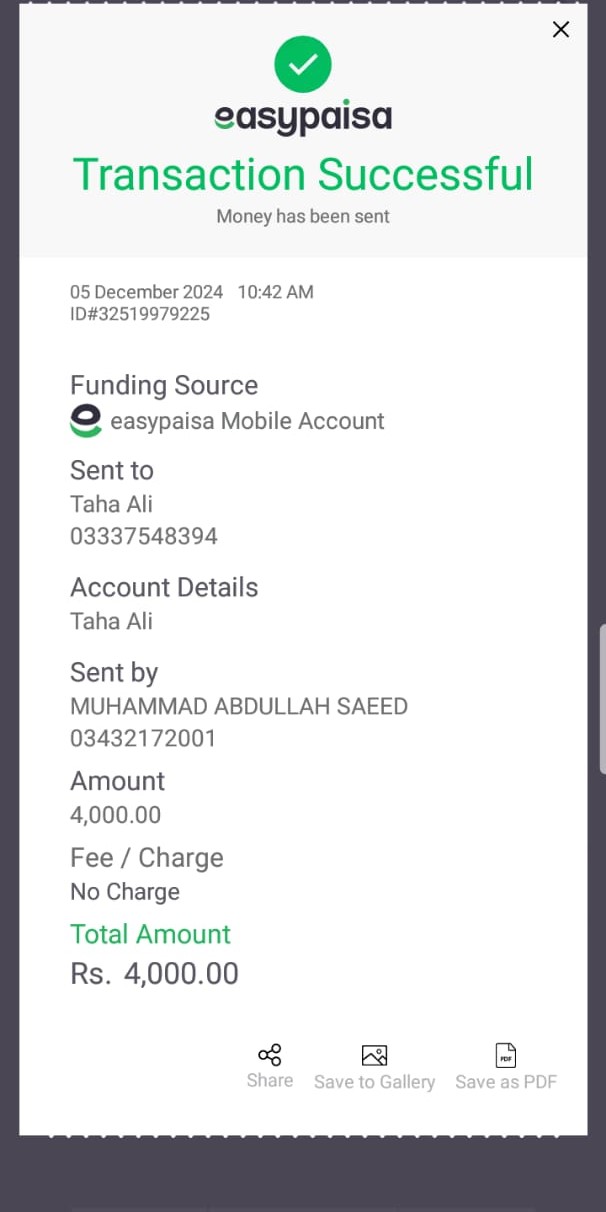 easypaisa
Transaction Successful
Money has been sent
05 December 2024 10:42 AM
ID#32519979225
Funding Source
easypaisa Mobile Account
Sent to
Taha Ali
03337548394
Account Details
Taha Ali
Sent by
MUHAMMAD ABDULLAH SAEED
03432172001
Amount
4,000.00
Fee / Charge
No Charge
Total Amount
Rs. 4,000.00
PDF
Share Save to Gallery Save as PDF